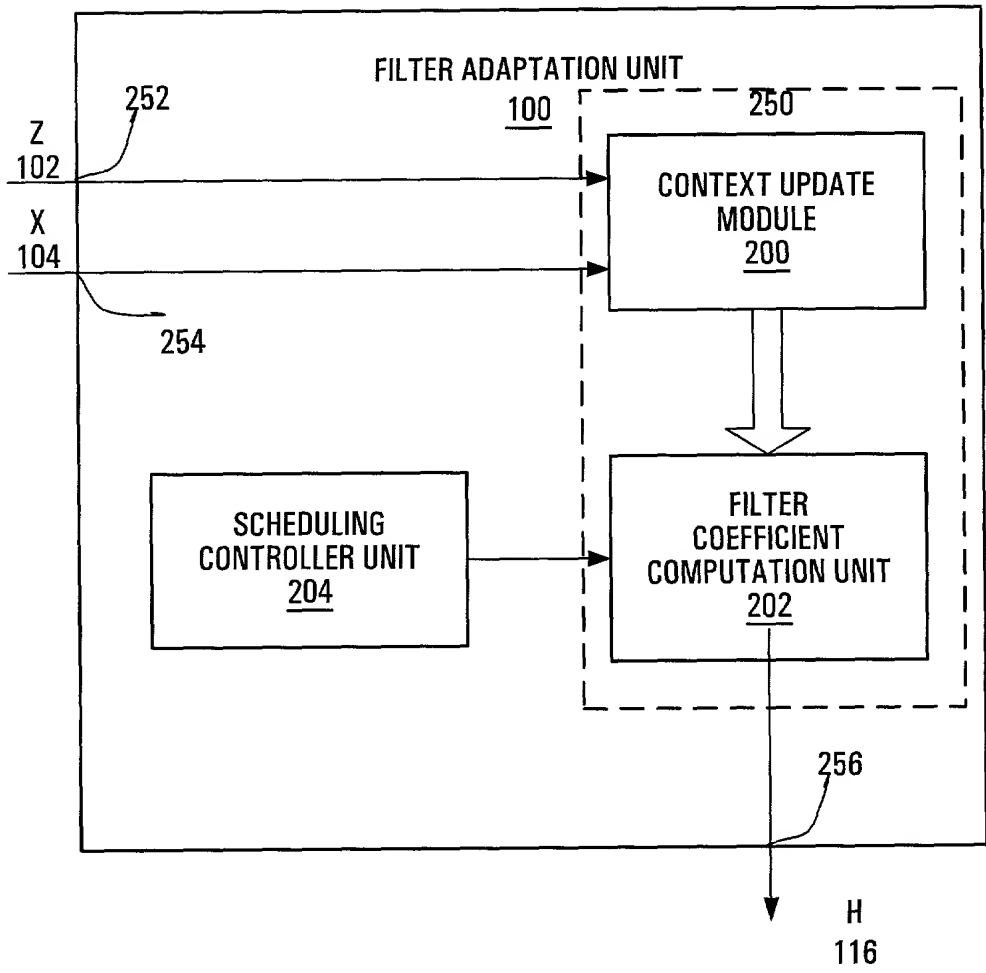 FILTER ADAPTATION UNIT
100
252
250
Z
102
X
104
254
CONTEXT UPDATE
MODULE
200
SCHEDULING
CONTROLLER UNIT
204
FILTER
COEFFICIENT
COMPUTATION UNIT
202
256
H
116